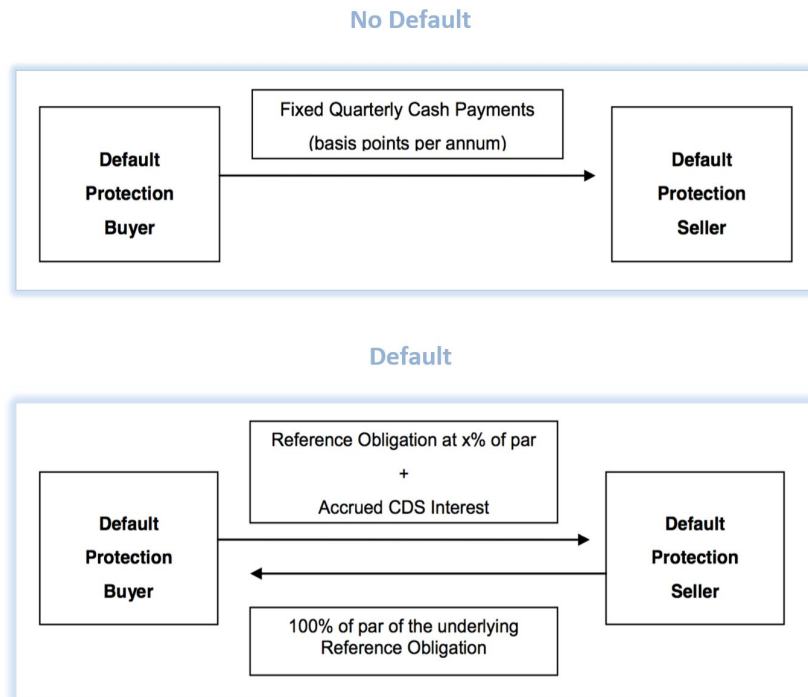 No Default
Fixed Quarterly Cash Payments
(basis points per annum)
Default
Protection
Buyer
Default
Protection
Seller
Default
Reference Obligation at x% of par
+
Accrued CDS Interest
Default
Protection
Buyer
Default
Protection
Seller
100% of par of the underlying
Reference Obligation